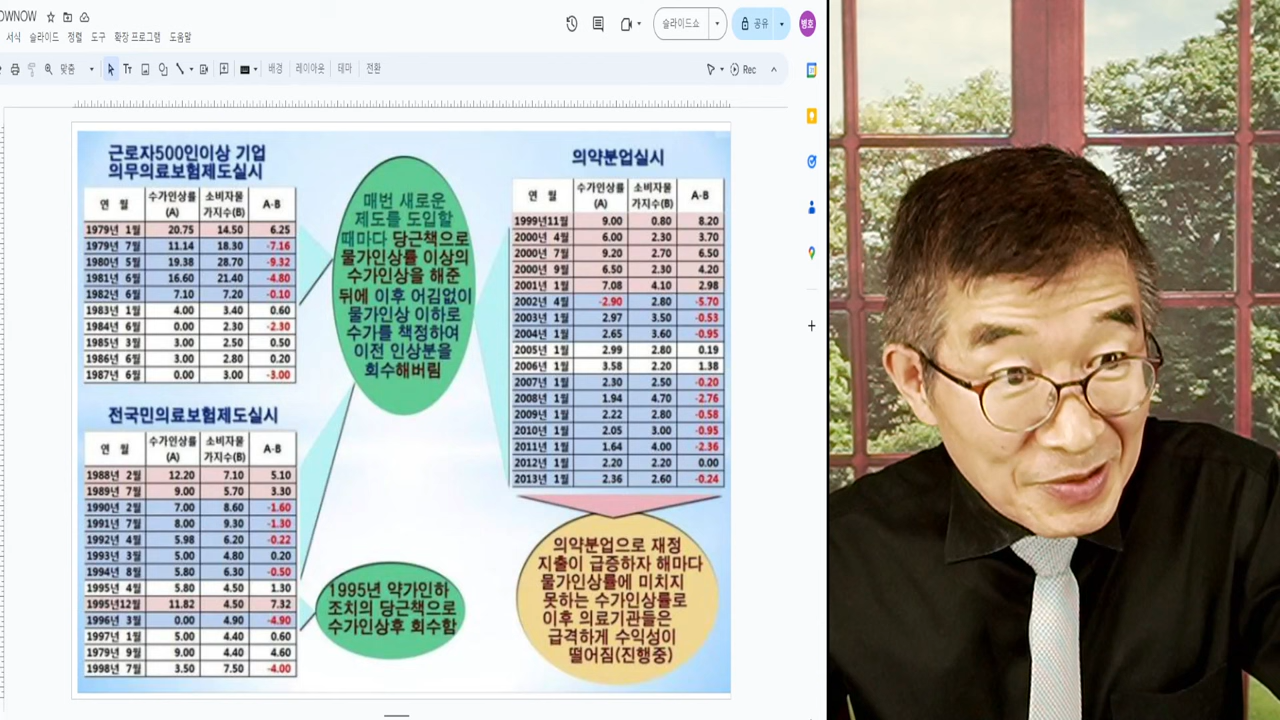 OWNOW
서식 슬라이드 정렬 도구 확장 프로그램 도움말
슬라이드쇼
공유
병호
맞춤
배경 레이아웃 테마 전환
Rec
근로자500인이상 기업
의무의료보험제도실시
연 월 수가인상률(A) 소비자물가지수(B) A-B
1979년 1월 20.75 14.50 6.25
1979년 7월 11.14 18.30 -7.16
1980년 5월 19.38 28.70 -9.32
1981년 6월 16.60 21.40 -4.80
1982년 6월 7.10 7.20 -0.10
1983년 1월 4.00 3.40 0.60
1984년 6월 0.00 2.30 -2.30
1985년 3월 3.00 2.50 0.50
1986년 6월 3.00 2.80 0.20
1987년 6월 0.00 3.00 -3.00
전국민의료보험제도실시
연 월 수가인상률(A) 소비자물가지수(B) A-B
1988년 2월 12.20 7.10 5.10
1989년 7월 9.00 5.70 3.30
1990년 2월 7.00 8.60 -1.60
1991년 7월 8.00 9.30 -1.30
1992년 4월 5.98 6.20 -0.22
1993년 3월 5.00 4.80 0.20
1994년 8월 5.80 6.30 -0.50
1995년 4월 5.80 4.50 1.30
1995년12월 11.82 4.50 7.32
1996년 3월 0.00 4.90 -4.90
1997년 1월 5.00 4.40 0.60
1979년 9월 9.00 4.40 4.60
1998년 7월 3.50 7.50 -4.00
매번 새로운
제도를 도입할
때마다 당근책으로
물가인상률 이상의
수가인상을 해준
뒤에 이후 어김없이
물가인상 이하로
수가를 책정하여
이전 인상분을
회수해버림
1995년 약가인하
조치의 당근책으로
수가인상후 회수함
의약분업실시
연 월 수가인상률(A) 소비자물가지수(B) A-B
1999년11월 9.00 0.80 8.20
2000년 4월 6.00 2.30 3.70
2000년 7월 9.20 2.70 6.50
2000년 9월 6.50 2.30 4.20
2001년 1월 7.08 4.10 2.98
2002년 4월 -2.90 2.80 -5.70
2003년 1월 2.97 3.50 -0.53
2004년 1월 2.65 3.60 -0.95
2005년 1월 2.99 2.80 0.19
2006년 1월 3.58 2.20 1.38
2007년 1월 2.30 2.50 -0.20
2008년 1월 1.94 4.70 -2.76
2009년 1월 2.22 2.80 -0.58
2010년 1월 2.05 3.00 -0.95
2011년 1월 1.64 4.00 -2.36
2012년 1월 2.20 2.20 0.00
2013년 1월 2.36 2.60 -0.24
의약분업으로 재정
지출이 급증하자 해마다
물가인상률에 미치지
못하는 수가인상률로
이후 의료기관들은
급격하게 수익성이
떨어짐(진행중)